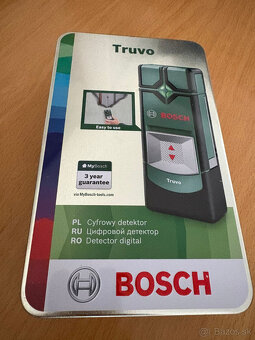 Truvo
Easy to use
BOSCH
MyBosch
3 year
guarantee
via MyBosch-tools.com
Truvo
PL Cyfrowy detektor
RU Цифровой детектор
RO Detector digital
BOSCH
Bazoš.sk